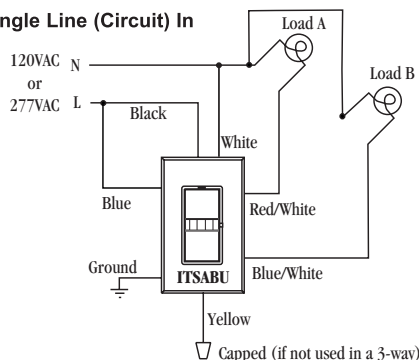 ngle Line (Circuit) In
Load A
120VAC N
or
277VAC L
Load B
Black
White
Blue
Red/White
Ground
ITSABU
Blue/White
Yellow
Capped (if not used in a 3-way)